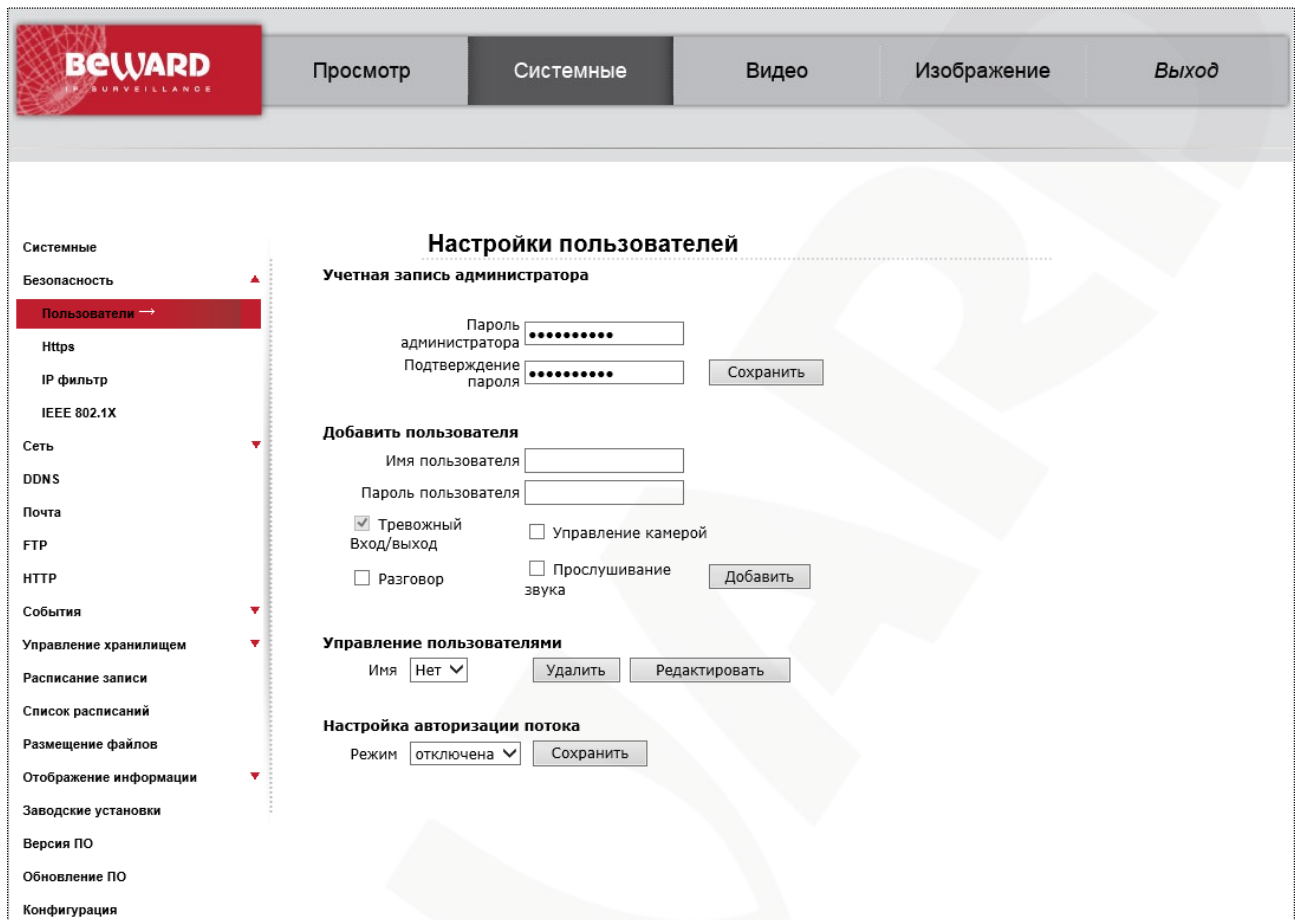 BEWARD
IP SURVEILLANCE
Просмотр
Системные
Видео
Изображение
Выход
Системные
Безопасность
Пользователи →
Https
IP фильтр
IEEE 802.1X
Сеть
DDNS
Почта
FTP
HTTP
События
Управление хранилищем
Расписание записи
Список расписаний
Размещение файлов
Отображение информации
Заводские установки
Версия ПО
Обновление ПО
Конфигурация
Настройки пользователей
Учетная запись администратора
Пароль
администратора
••••••••••
Подтверждение
пароля
••••••••••
Сохранить
Добавить пользователя
Имя пользователя
Пароль пользователя
Тревожный
Вход/выход
Управление камерой
Разговор
Прослушивание
звука
Добавить
Управление пользователями
Имя Нет Удалить Редактировать
Настройка авторизации потока
Режим отключена Сохранить